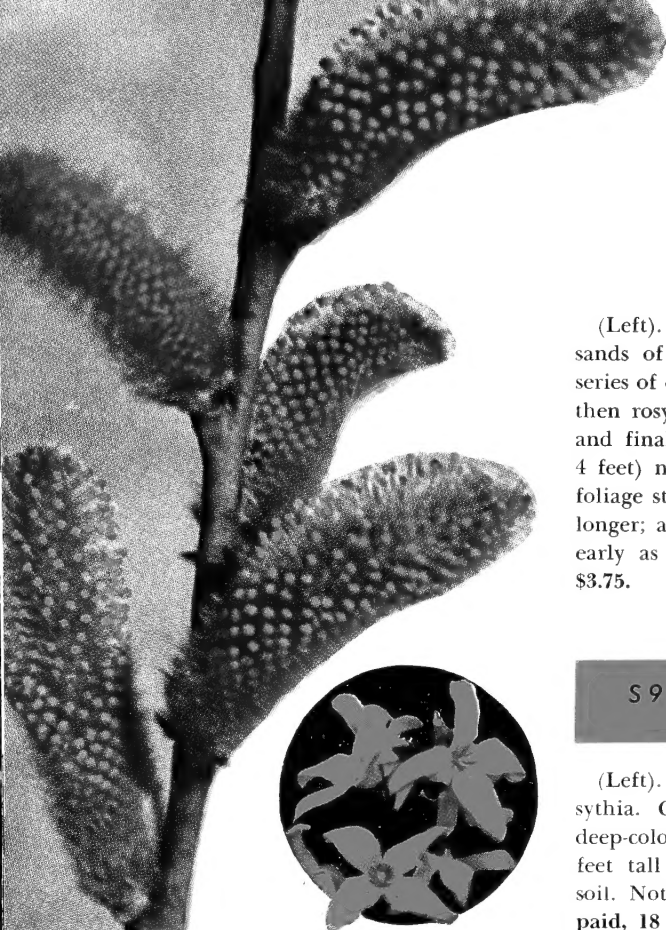 (Left).
sands of
series of
then rosy
and fina
4 feet) n
foliage st
longer; a
early as
$3.75.
S 9
(Left).
sythia. C
deep-colo
feet tall
soil. Not
paid, 18